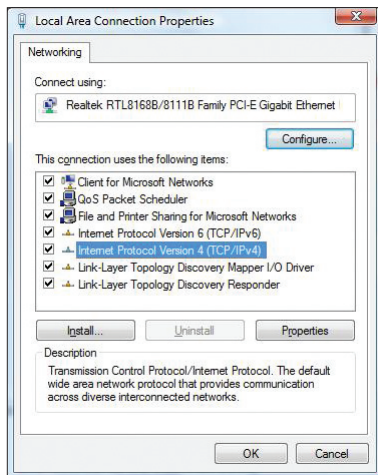 Local Area Connection Properties
Networking
Connect using:
Realtek RTL8168B/8111B Family PCI-E Gigabit Ethernet
Configure...
This connection uses the following items:
Client for Microsoft Networks
QoS Packet Scheduler
File and Printer Sharing for Microsoft Networks
Internet Protocol Version 6 (TCP/IPv6)
Internet Protocol Version 4 (TCP/IPv4)
Link-Layer Topology Discovery Mapper I/O Driver
Link-Layer Topology Discovery Responder
Install... Uninstall Properties
Description
Transmission Control Protocol/Internet Protocol. The default
wide area network protocol that provides communication
across diverse interconnected networks.
OK Cancel